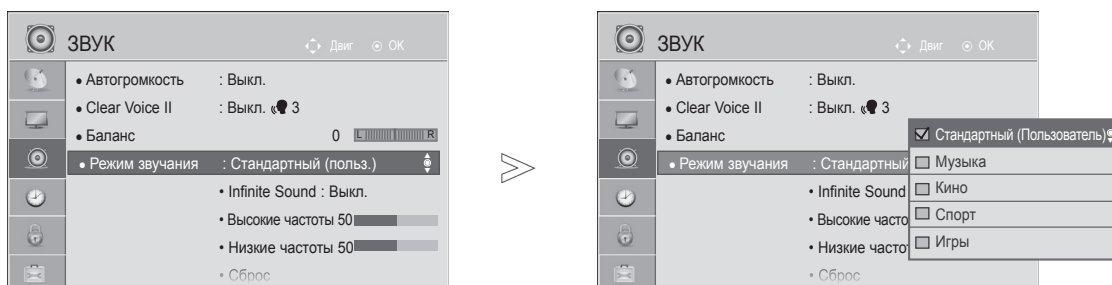 ЗВУК
Двиг ОК
• Автогромкость : Выкл.
• Clear Voice II : Выкл. 3
• Баланс 0 L R
• Режим звучания : Стандартный (польз.)
• Infinite Sound : Выкл.
• Высокие частоты 50
• Низкие частоты 50
• Сброс
ЗВУК
Двиг ОК
• Автогромкость : Выкл.
• Clear Voice II : Выкл. 3
• Баланс
• Режим звучания : Стандартный
• Infinite Sound
• Высокие часто
• Низкие часто
• Сброс
Стандартный (Пользователь)
Музыка
Кино
Спорт
Игры